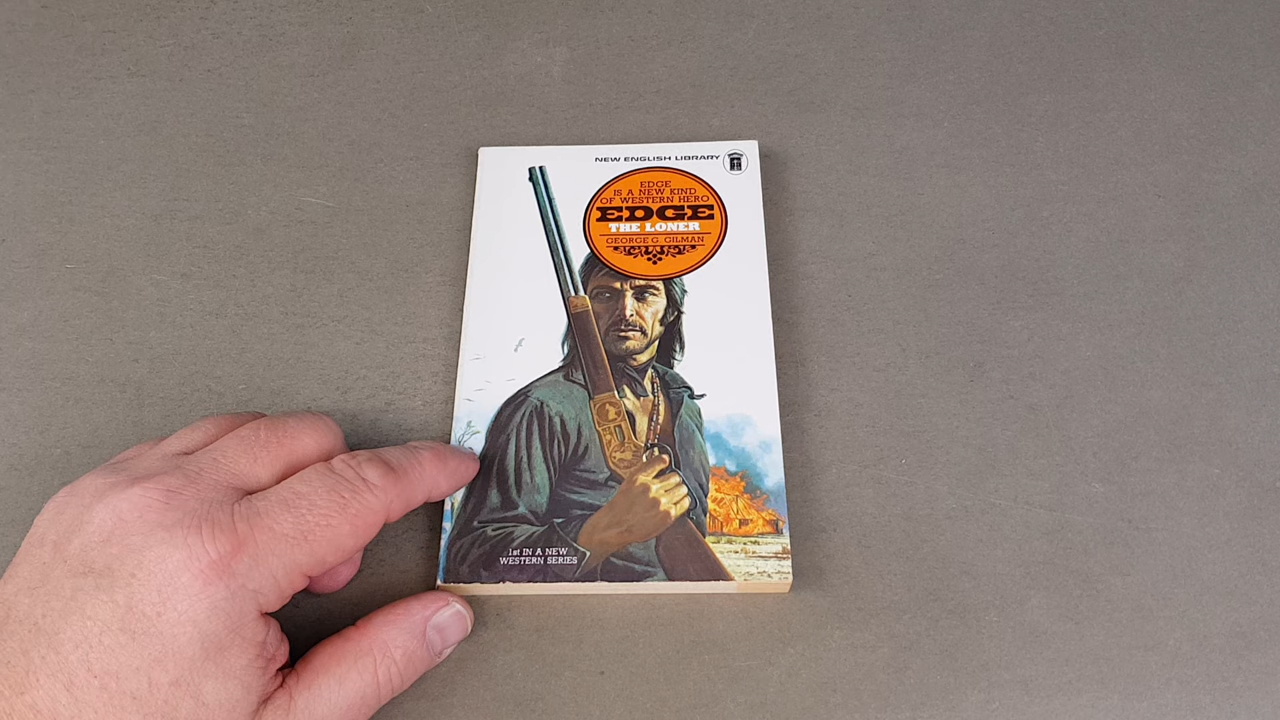 NEW ENGLISH LIBRARY
EDGE
IS A NEW KIND
OF WESTERN HERO
EDGE
THE LONER
GEORGE G. GILMAN
1st IN A NEW
WESTERN SERIES